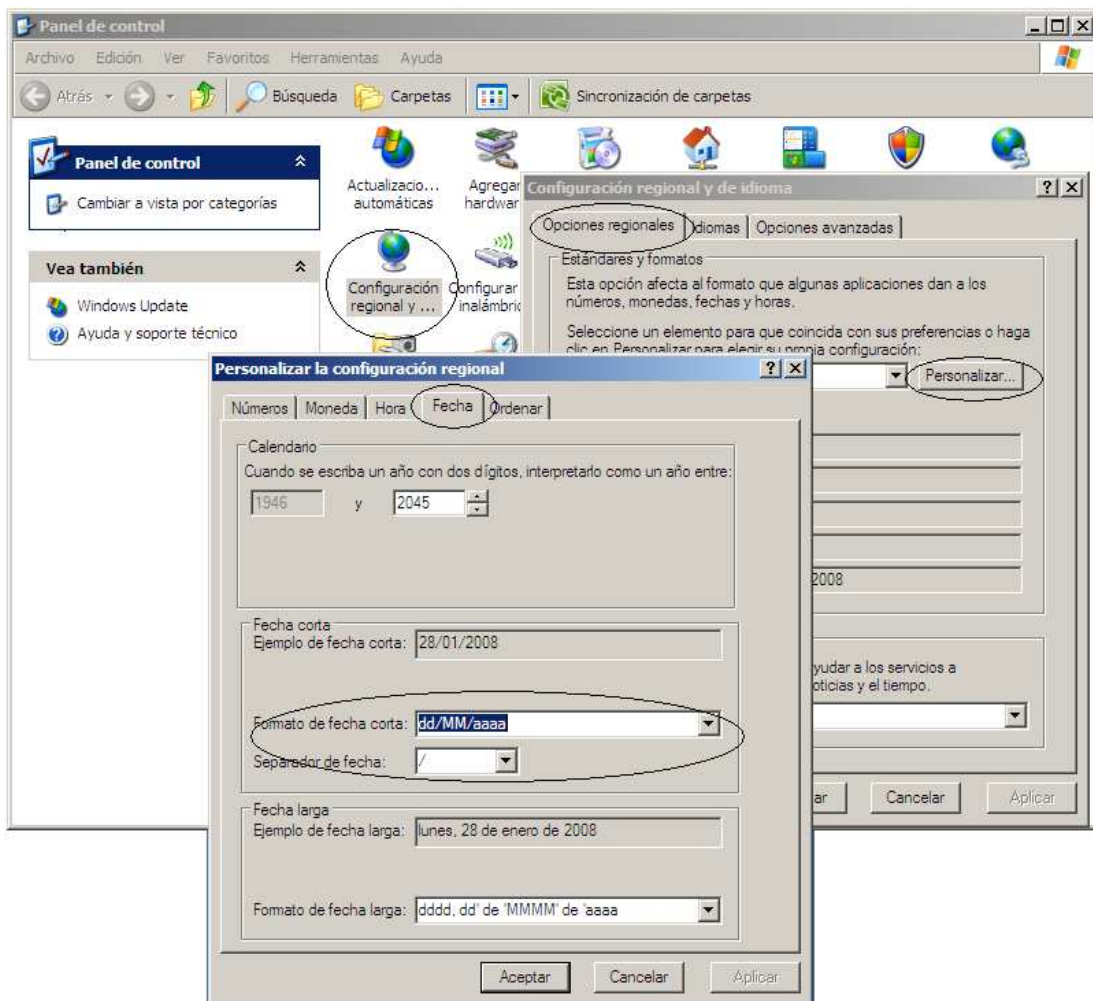 Panel de control
Archivo Edición Ver Favoritos Herramientas Ayuda
Atrás Búsqueda Carpetas Sincronización de carpetas
Panel de control
Cambiar a vista por categorías
Vea también
Windows Update
Ayuda y soporte técnico
Actualizacio...
automáticas
Agregar
hardwar
Configuración
regional y ...
Configurar
inalámbric
Configuración regional y de idioma
Opciones regionales Idiomas Opciones avanzadas
Estándares y formatos
Esta opción afecta al formato que algunas aplicaciones dan a los
números, monedas, fechas y horas.
Seleccione un elemento para que coincida con sus preferencias o haga
clic en Personalizar para elegir su propia configuración:
Personalizar...
2008
yudar a los servicios a
oticias y el tiempo.
ar Cancelar Aplicar
Personalizar la configuración regional
Números Moneda Hora Fecha Ordenar
Calendario
Cuando se escriba un año con dos dígitos, interpretarlo como un año entre:
1946 y 2045
Fecha corta
Ejemplo de fecha corta: 28/01/2008
Formato de fecha corta: dd/MM/aaaa
Separador de fecha: /
Fecha larga
Ejemplo de fecha larga: lunes, 28 de enero de 2008
Formato de fecha larga: dddd, dd' de 'MMMM' de 'aaaa
Aceptar Cancelar Aplicar